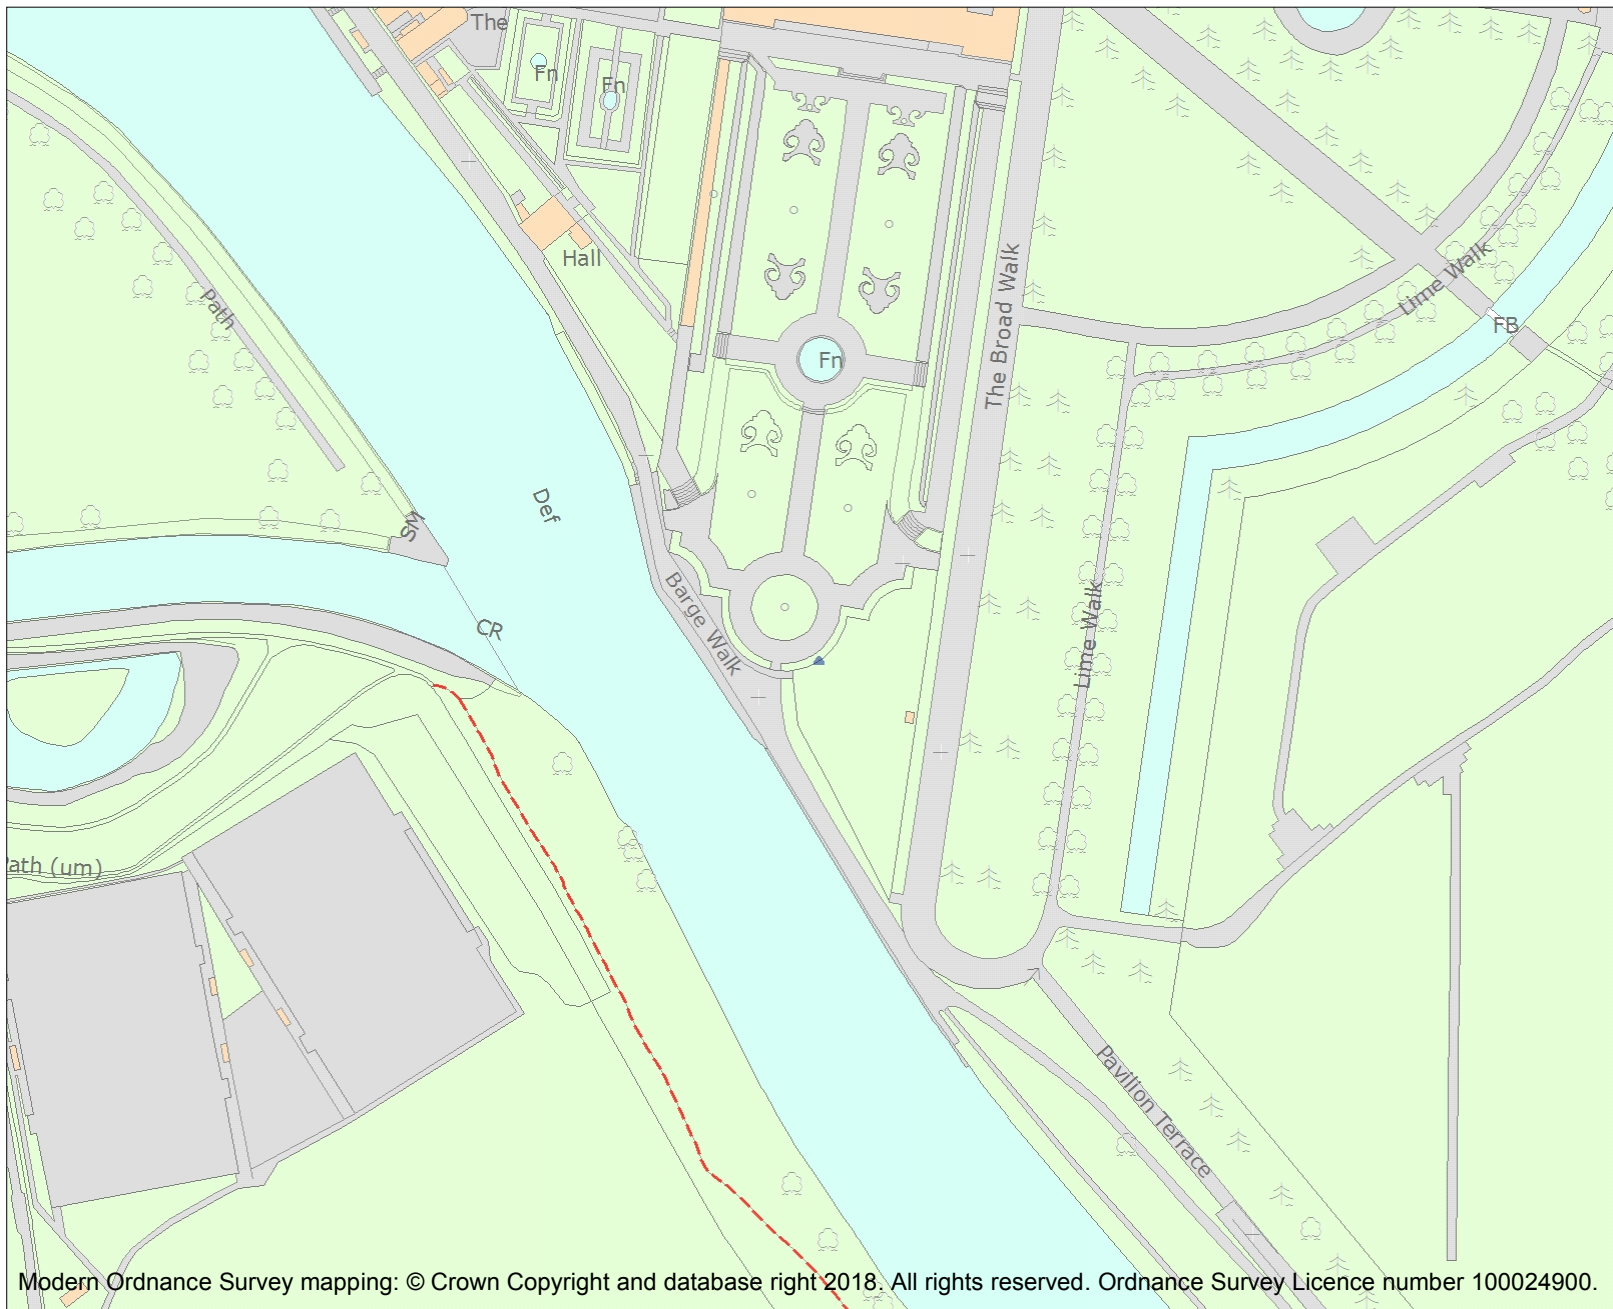 The
Fn
Fn
Hall
Path
The Broad Walk
Lime Walk
FB
Fn
SM
Def
CR
Barge Walk
Lime Walk
Path (um)
Pavilion Terrace
Modern Ordnance Survey mapping: © Crown Copyright and database right 2018. All rights reserved. Ordnance Survey Licence number 100024900.